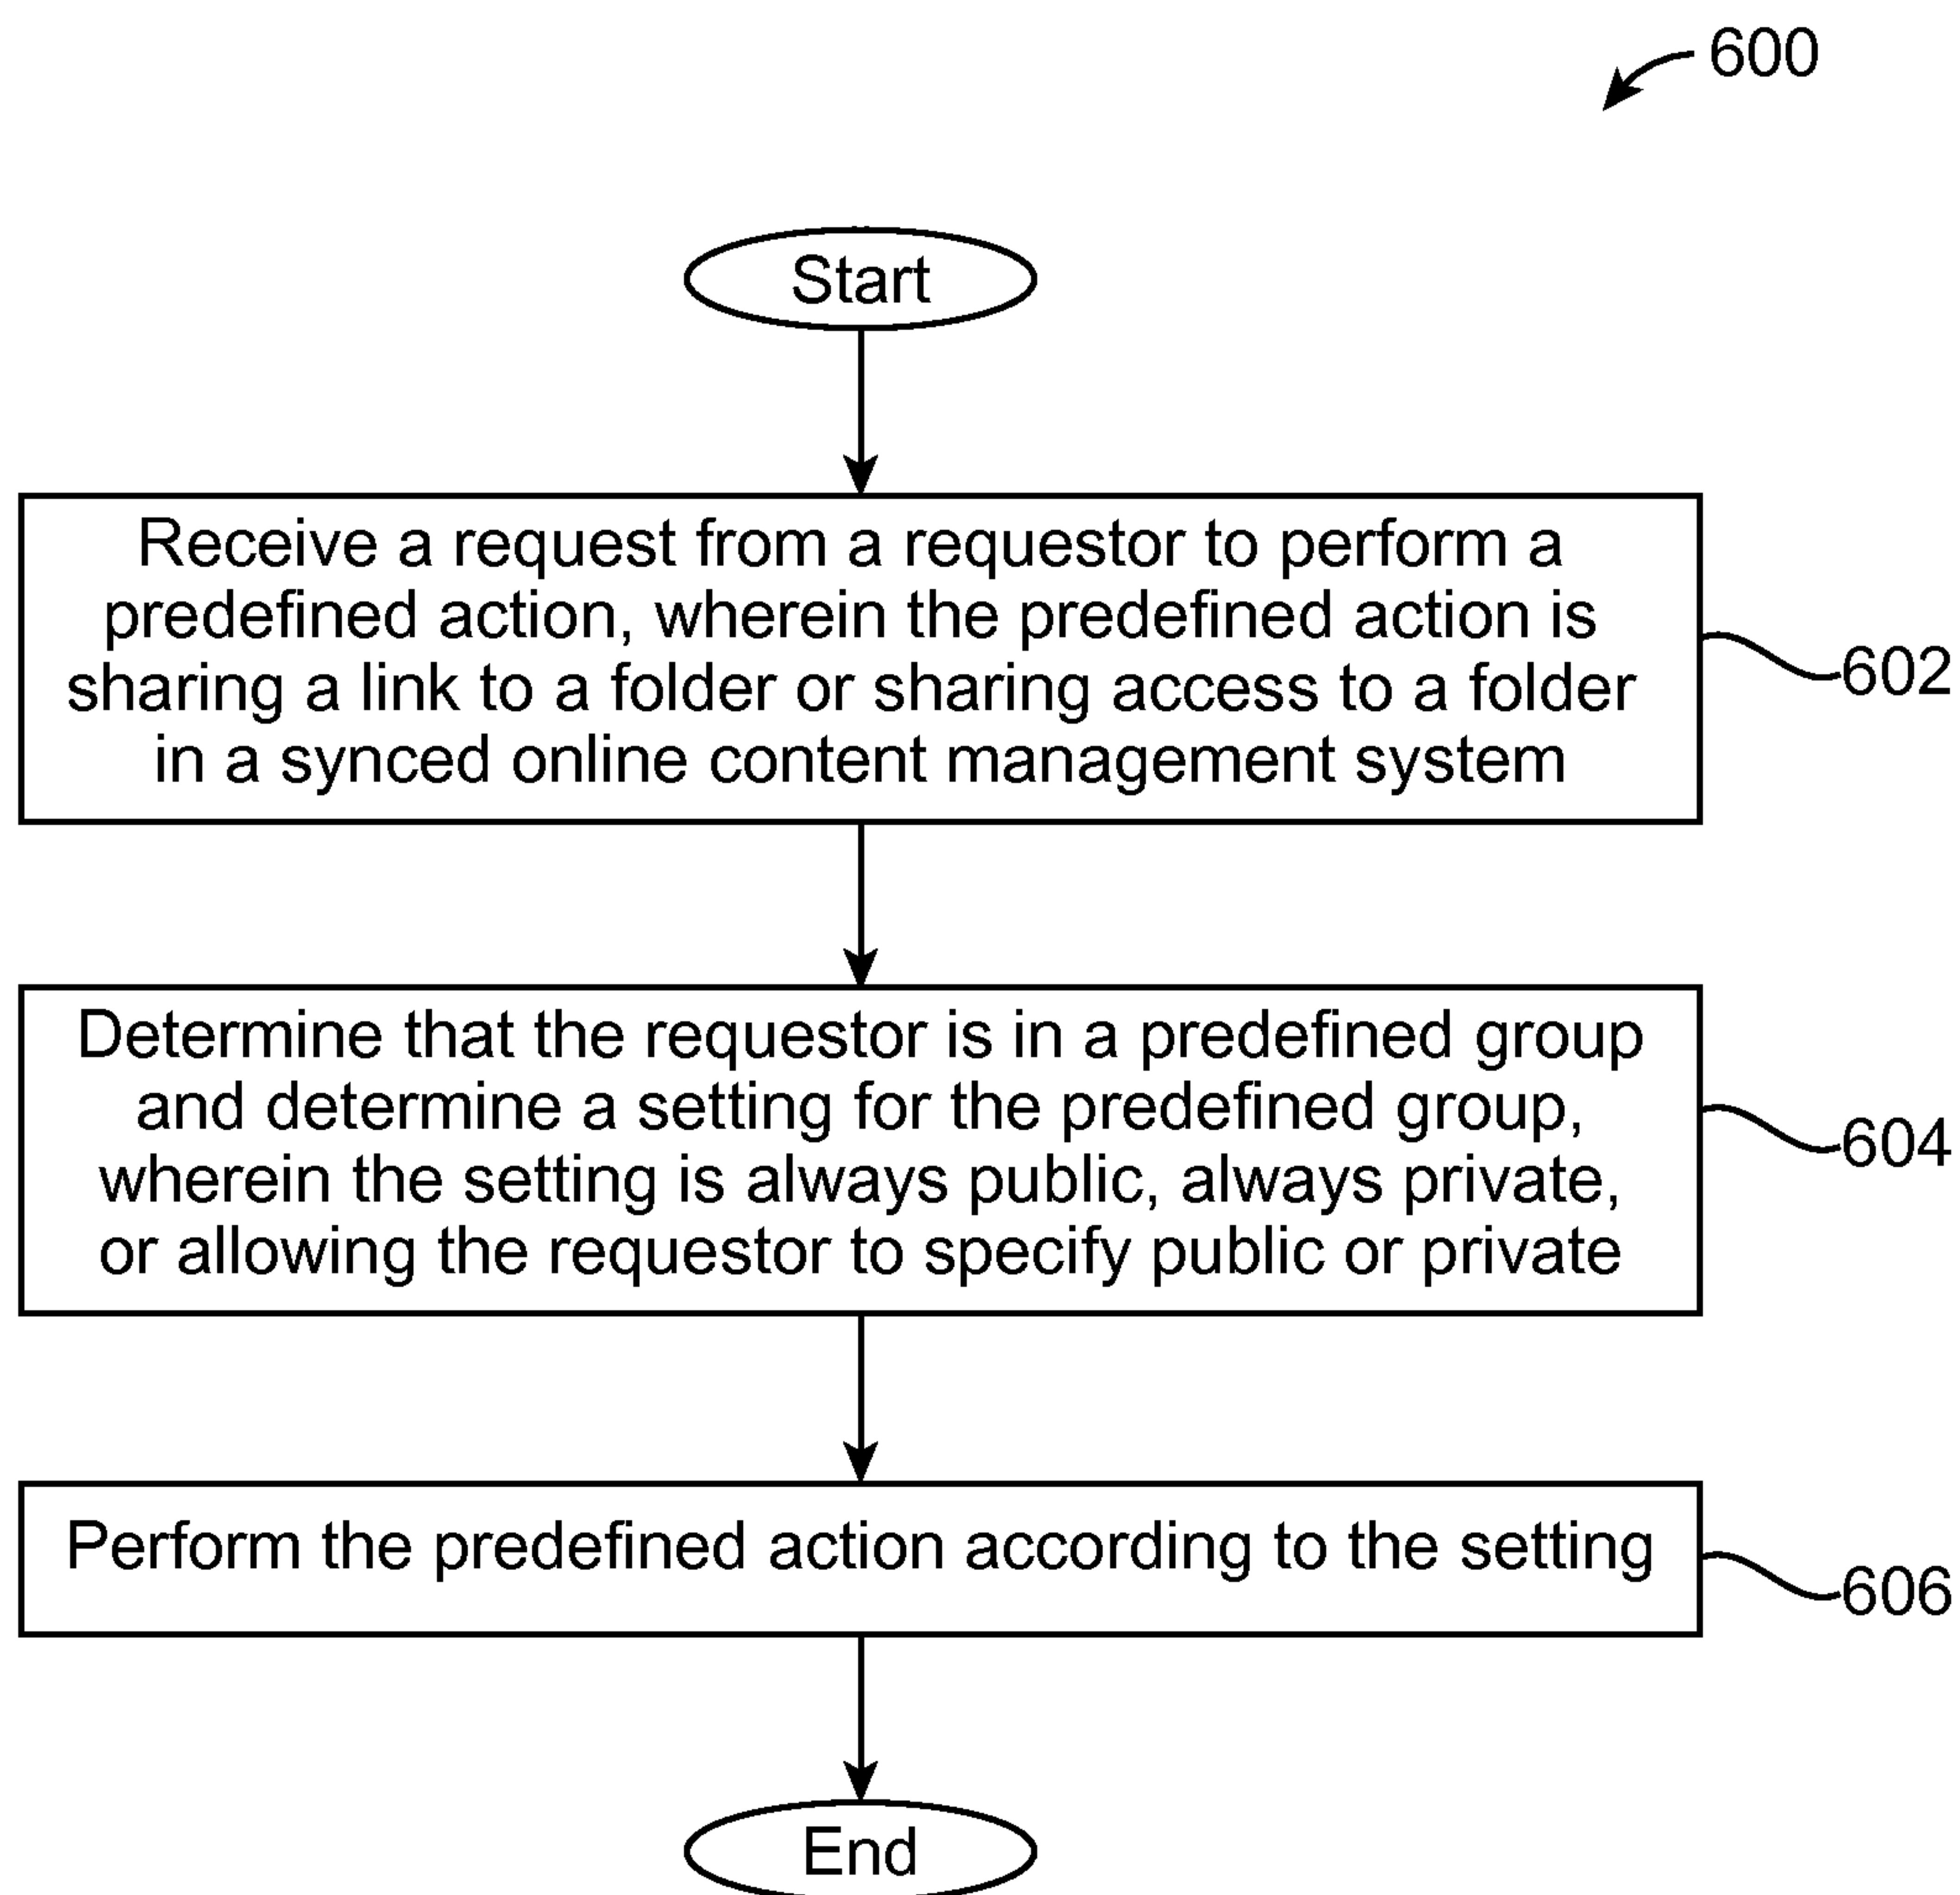 600
Start
Receive a request from a requestor to perform a
predefined action, wherein the predefined action is
sharing a link to a folder or sharing access to a folder
in a synced online content management system
602
Determine that the requestor is in a predefined group
and determine a setting for the predefined group,
wherein the setting is always public, always private,
or allowing the requestor to specify public or private
604
Perform the predefined action according to the setting
606
End